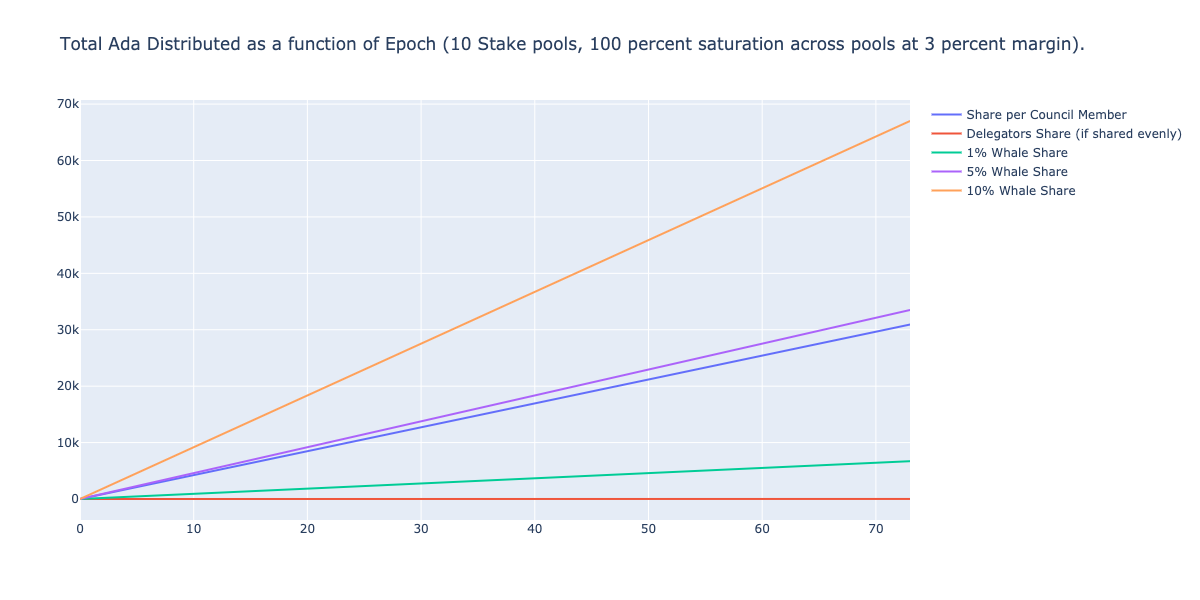 Total Ada Distributed as a function of Epoch (10 Stake pools, 100 percent saturation across pools at 3 percent margin).
70k
60k
50k
40k
30k
20k
10k
0
0 10 20 30 40 50 60 70
Share per Council Member
Delegators Share (if shared evenly)
1% Whale Share
5% Whale Share
10% Whale Share